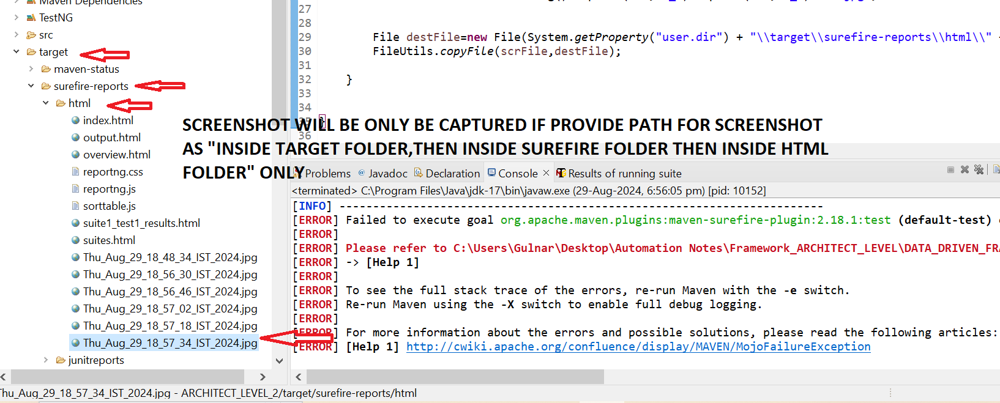 Maven Dependencies
TestNG
src
target
maven-status
surefire-reports
html
index.html
output.html
overview.html
reportng.css
reportng.js
sorttable.js
suite1_test1_results.html
suites.html
Thu_Aug_29_18_48_34_IST_2024.jpg
Thu_Aug_29_18_56_30_IST_2024.jpg
Thu_Aug_29_18_56_46_IST_2024.jpg
Thu_Aug_29_18_57_02_IST_2024.jpg
Thu_Aug_29_18_57_18_IST_2024.jpg
Thu_Aug_29_18_57_34_IST_2024.jpg
junitreports
27
28
29 File destFile=new File(System.getProperty("user.dir") + "\\target\\surefire-reports\\html\\"
30 FileUtils.copyFile(scrFile,destFile);
31
32 }
33
34
35 }
36
SCREENSHOT WILL BE ONLY BE CAPTURED IF PROVIDE PATH FOR SCREENSHOT
AS "INSIDE TARGET FOLDER,THEN INSIDE SUREFIRE FOLDER THEN INSIDE HTML
FOLDER" ONLY
Problems @ Javadoc Declaration Console × Results of running suite
<terminated> C:\Program Files\Java\jdk-17\bin\javaw.exe (29-Aug-2024, 6:56:05 pm) [pid: 10152]
[INFO] ------------------------------------------------------------------------
[ERROR] Failed to execute goal org.apache.maven.plugins:maven-surefire-plugin:2.18.1:test (default-test)
[ERROR]
[ERROR] Please refer to C:\Users\Gulnar\Desktop\Automation Notes\Framework_ARCHITECT_LEVEL\DATA_DRIVEN_FRA
[ERROR] -> [Help 1]
[ERROR]
[ERROR] To see the full stack trace of the errors, re-run Maven with the -e switch.
[ERROR] Re-run Maven using the -X switch to enable full debug logging.
[ERROR]
[ERROR] For more information about the errors and possible solutions, please read the following articles:
[ERROR] [Help 1] http://cwiki.apache.org/confluence/display/MAVEN/MojoFailureException
Thu_Aug_29_18_57_34_IST_2024.jpg - ARCHITECT_LEVEL_2/target/surefire-reports/html